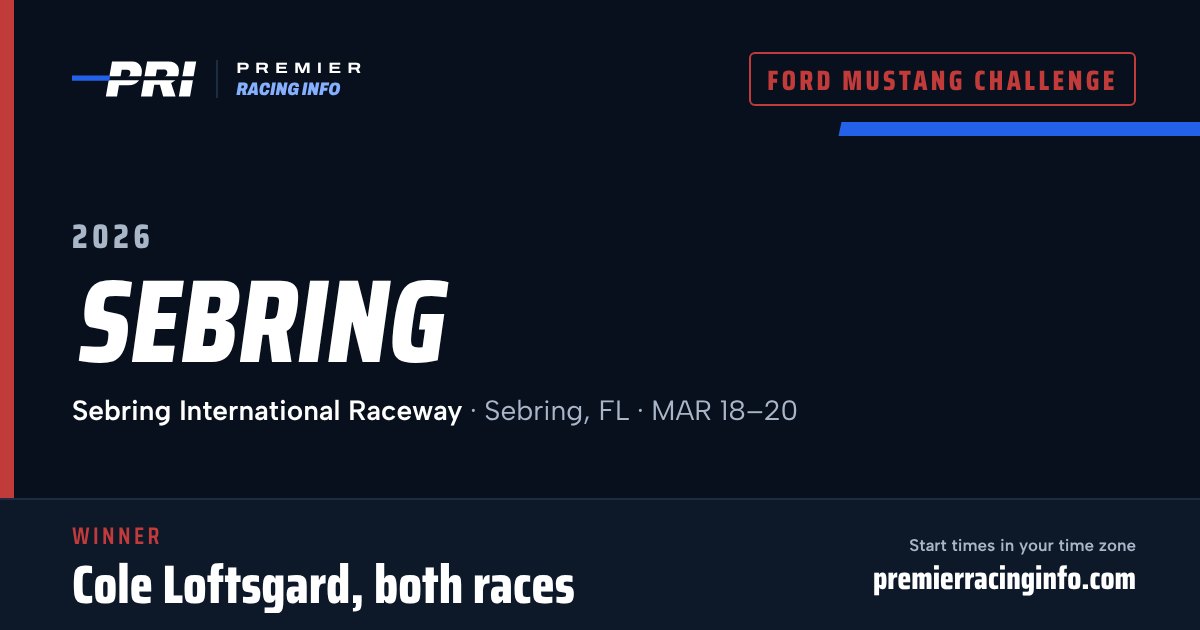 PRI
PREMIER
RACING INFO
FORD MUSTANG CHALLENGE
2026
SEBRING
Sebring International Raceway · Sebring, FL · MAR 18–20
WINNER
Cole Loftsgard, both races
Start times in your time zone
premierracinginfo.com